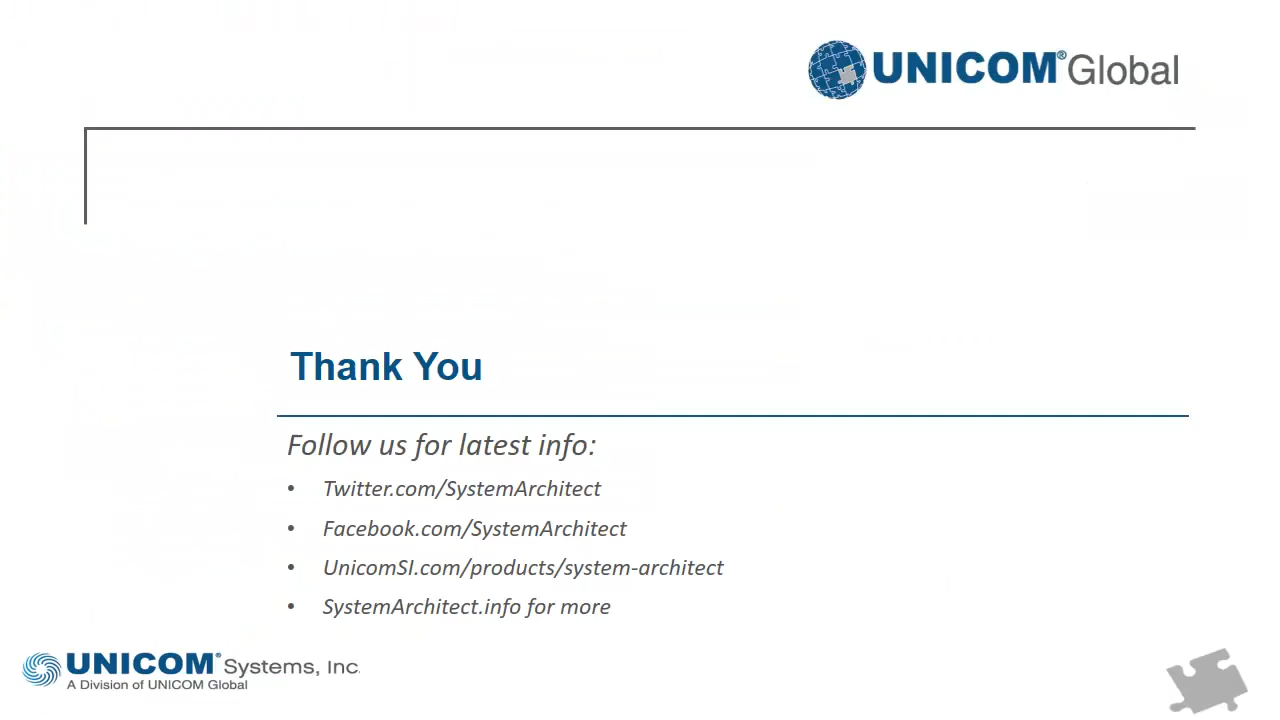 UNICOM® Global
Thank You
Follow us for latest info:
• Twitter.com/SystemArchitect
• Facebook.com/SystemArchitect
• UnicomSI.com/products/system-architect
• SystemArchitect.info for more
UNICOM® Systems, Inc.
A Division of UNICOM Global